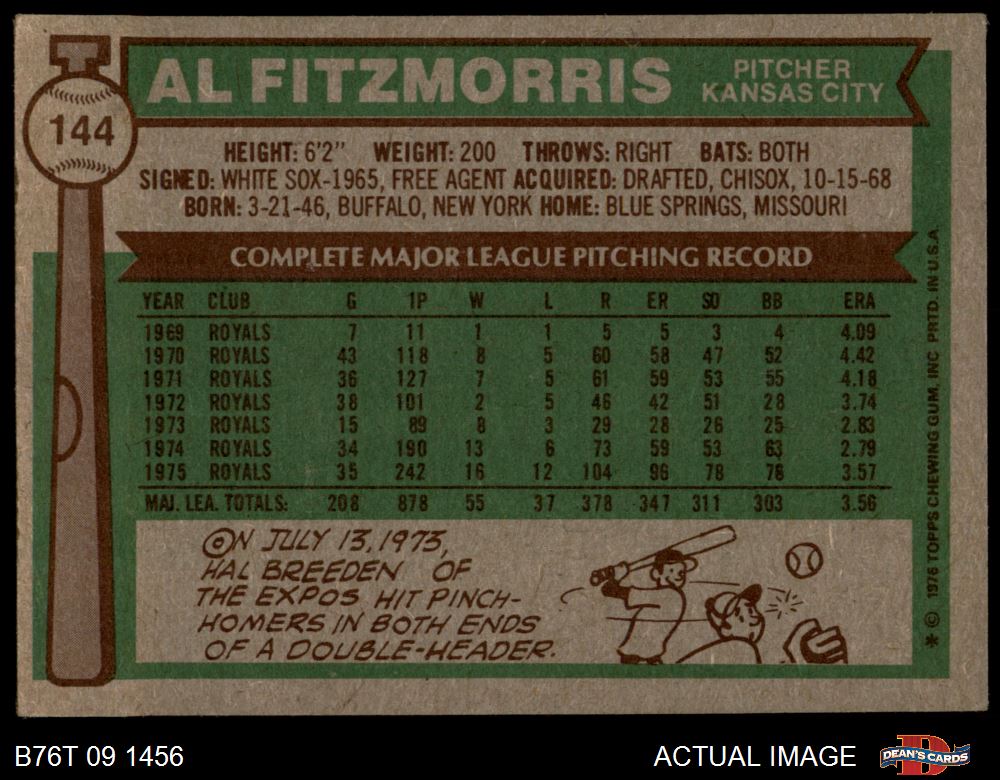 144
AL FITZMORRIS
PITCHER
KANSAS CITY
HEIGHT: 6'2" WEIGHT: 200 THROWS: RIGHT BATS: BOTH
SIGNED: WHITE SOX-1965, FREE AGENT ACQUIRED: DRAFTED, CHISOX, 10-15-68
BORN: 3-21-46, BUFFALO, NEW YORK HOME: BLUE SPRINGS, MISSOURI
COMPLETE MAJOR LEAGUE PITCHING RECORD
YEAR CLUB G IP W L R ER SO BB ERA
1969 ROYALS 7 11 1 1 5 5 3 4 4.09
1970 ROYALS 43 118 8 5 60 58 47 52 4.42
1971 ROYALS 36 127 7 5 61 59 53 55 4.18
1972 ROYALS 38 101 2 5 46 42 51 28 3.74
1973 ROYALS 15 89 8 3 29 28 26 25 2.83
1974 ROYALS 34 190 13 6 73 59 53 63 2.79
1975 ROYALS 35 242 16 12 104 96 78 78 3.57
MAJ. LEA. TOTALS: 208 878 55 37 378 347 311 303 3.56
ON JULY 13, 1973,
HAL BREEDEN OF
THE EXPOS HIT PINCH-
HOMERS IN BOTH ENDS
OF A DOUBLE-HEADER.
* © 1976 TOPPS CHEWING GUM, INC PRTD. IN U.S.A.
B76T 09 1456
ACTUAL IMAGE
D
DEAN'S CARDS